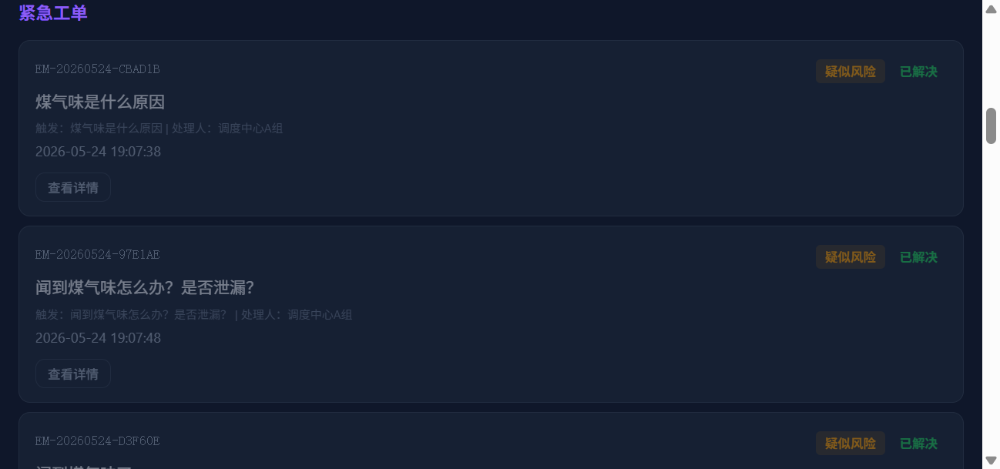 紧急工单
EM-20260524-CBAD1B
疑似风险 已解决
煤气味是什么原因
触发：煤气味是什么原因 | 处理人：调度中心A组
2026-05-24 19:07:38
查看详情
EM-20260524-97E1AE
疑似风险 已解决
闻到煤气味怎么办？是否泄漏？
触发：闻到煤气味怎么办？是否泄漏？ | 处理人：调度中心A组
2026-05-24 19:07:48
查看详情
EM-20260524-D3F60E
疑似风险 已解决